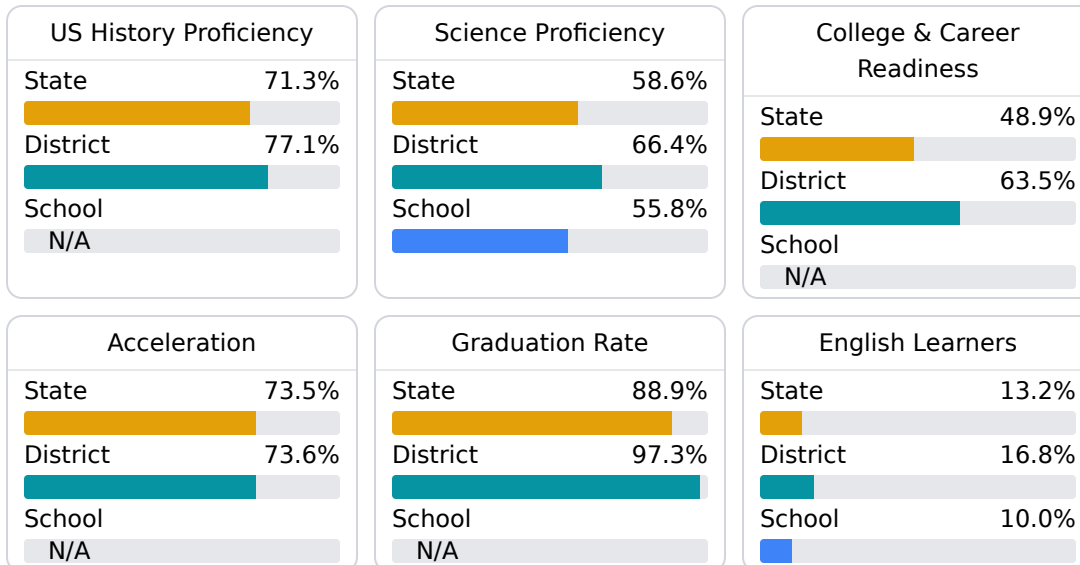 US History Proficiency
State 71.3%
District 77.1%
School
N/A
Science Proficiency
State 58.6%
District 66.4%
School 55.8%
College & Career
Readiness
State 48.9%
District 63.5%
School
N/A
Acceleration
State 73.5%
District 73.6%
School
N/A
Graduation Rate
State 88.9%
District 97.3%
School
N/A
English Learners
State 13.2%
District 16.8%
School 10.0%